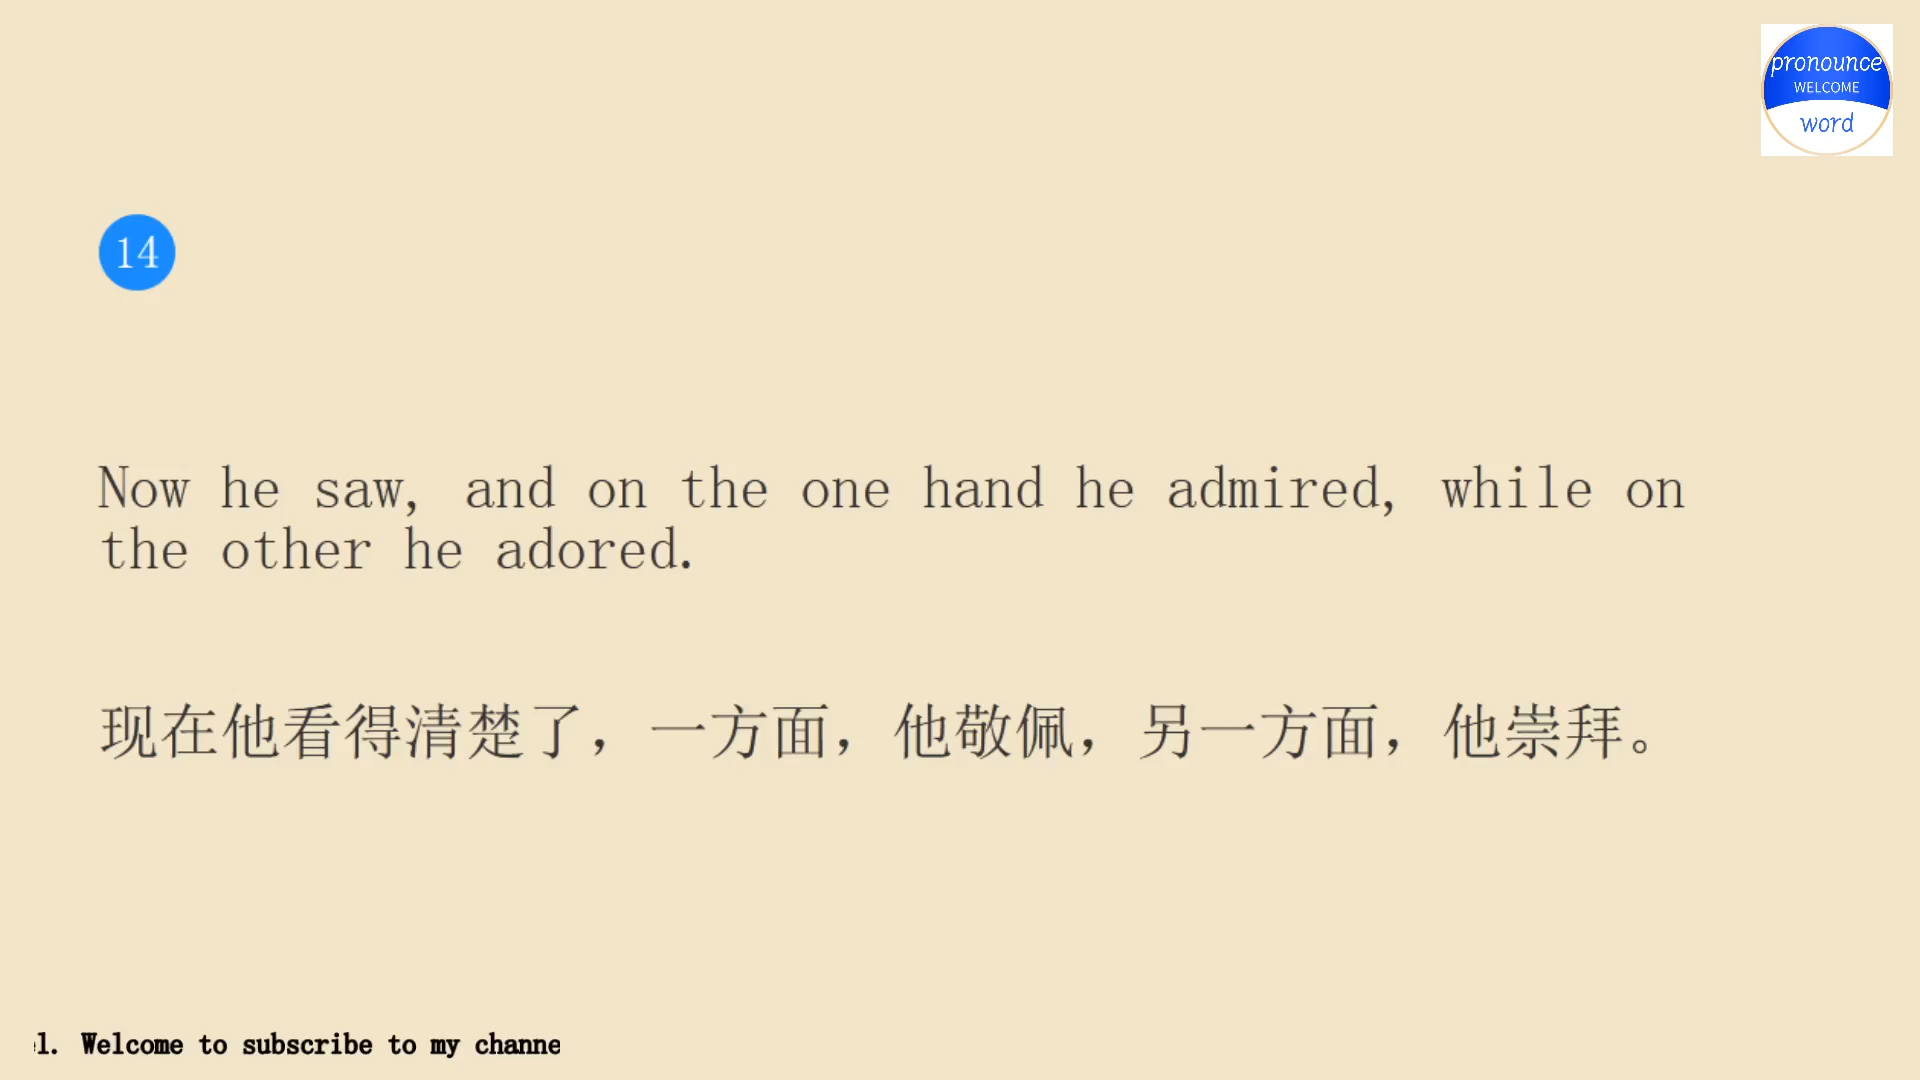 pronounce
WELCOME
word
14
Now he saw, and on the one hand he admired, while on
the other he adored.
现在他看得清楚了，一方面，他敬佩，另一方面，他崇拜。
l. Welcome to subscribe to my channe